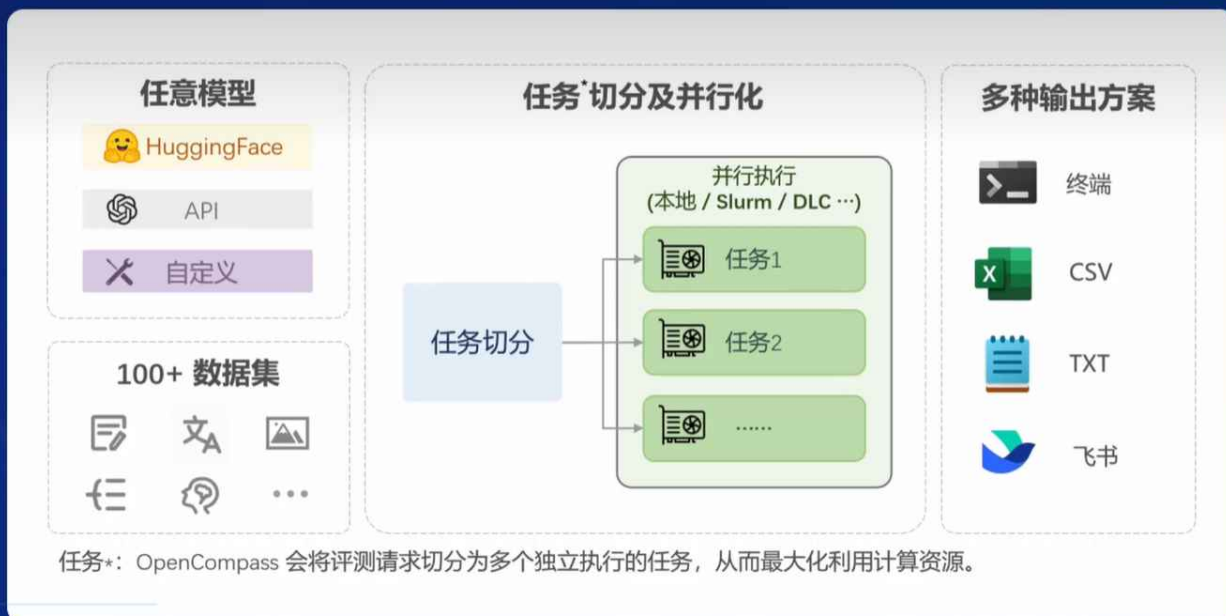 任意模型
HuggingFace
API
自定义
100+ 数据集
文A
任务*切分及并行化
任务切分
并行执行
(本地 / Slurm / DLC ···)
任务1
任务2
······
多种输出方案
终端
X CSV
TXT
飞书
任务*：OpenCompass 会将评测请求切分为多个独立执行的任务，从而最大化利用计算资源。